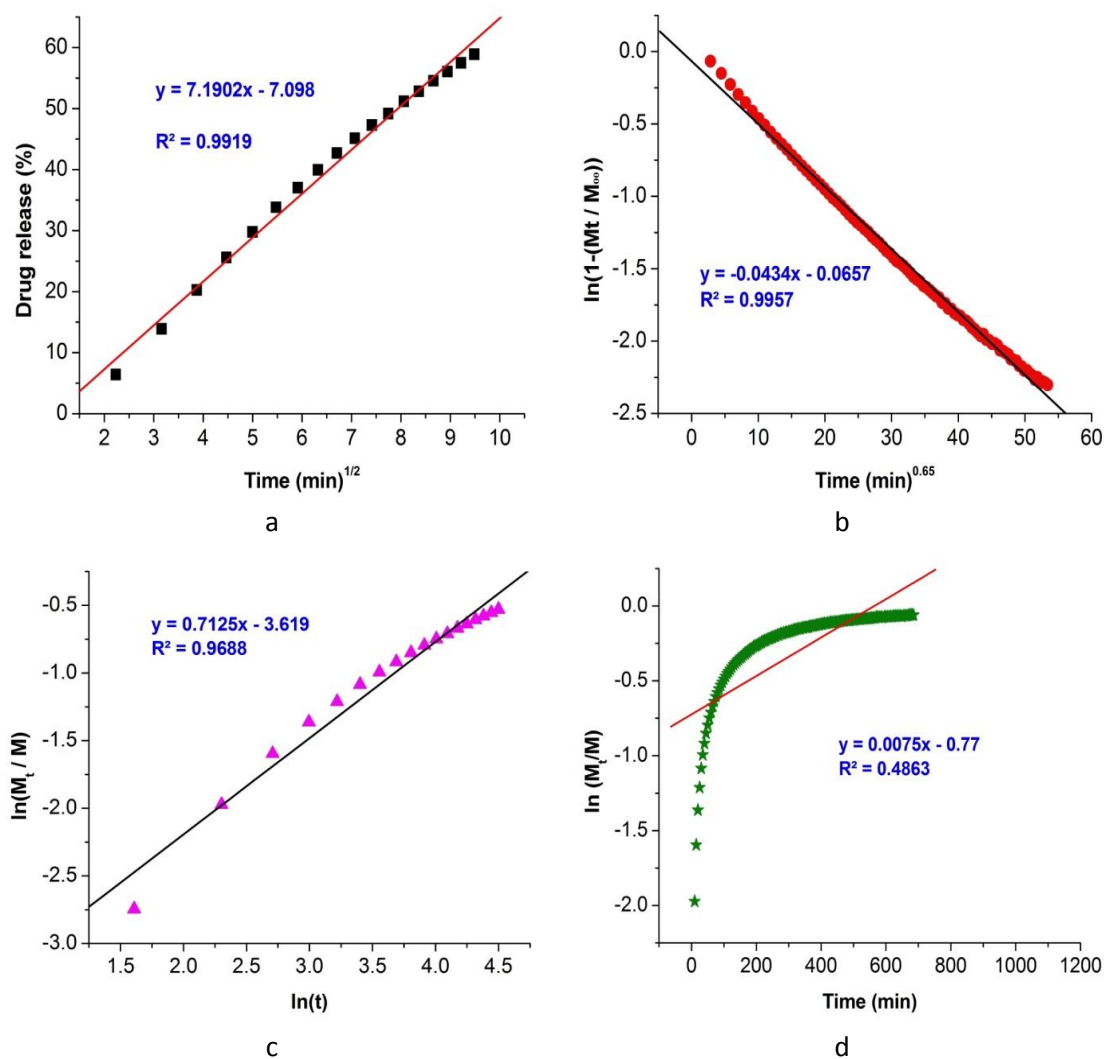 60
50
40
30
20
10
0
Drug release (%)
y = 7.1902x - 7.098
R² = 0.9919
2 3 4 5 6 7 8 9 10
Time (min)^1/2
a
0.0
-0.5
-1.0
-1.5
-2.0
-2.5
ln(1-(Mt / M∞))
y = -0.0434x - 0.0657
R² = 0.9957
0 10 20 30 40 50 60
Time (min)^0.65
b
-0.5
-1.0
-1.5
-2.0
-2.5
-3.0
ln(M_t / M)
y = 0.7125x - 3.619
R² = 0.9688
1.5 2.0 2.5 3.0 3.5 4.0 4.5
ln(t)
c
0.0
-0.5
-1.0
-1.5
-2.0
ln (M_t/M)
y = 0.0075x - 0.77
R² = 0.4863
0 200 400 600 800 1000 1200
Time (min)
d